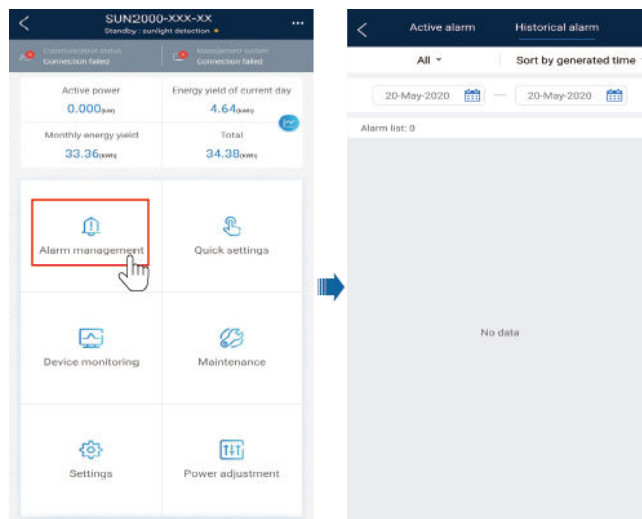 SUN2000-XXX-XX
Standby : sunlight detection
Communication status
Connection failed
Management system
Connection failed
Active power
0.000(kW)
Energy yield of current day
4.64(kWh)
Monthly energy yield
33.36(kWh)
Total
34.38(kWh)
Alarm management
Quick settings
Device monitoring
Maintenance
Settings
Power adjustment
Active alarm
Historical alarm
All
Sort by generated time
20-May-2020 — 20-May-2020
Alarm list: 0
No data